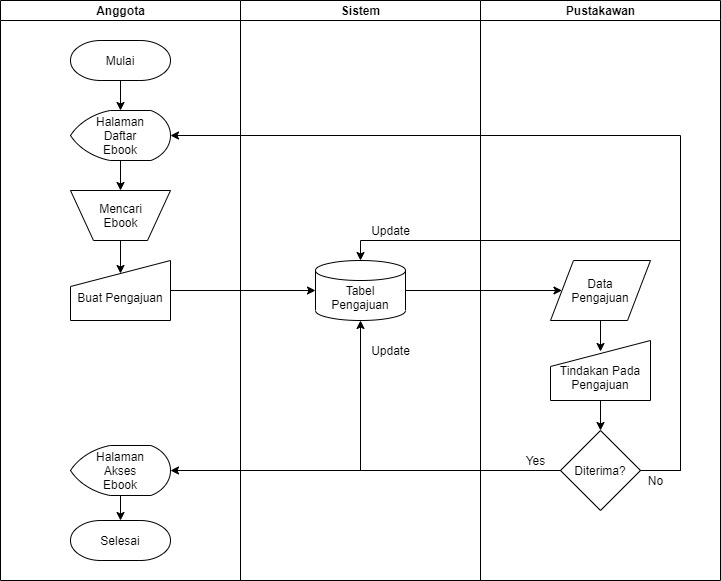 Anggota
Sistem
Pustakawan
Mulai
Halaman
Daftar
Ebook
Mencari
Ebook
Buat Pengajuan
Update
Tabel
Pengajuan
Data
Pengajuan
Update
Tindakan Pada
Pengajuan
Halaman
Akses
Ebook
Yes
Diterima?
No
Selesai